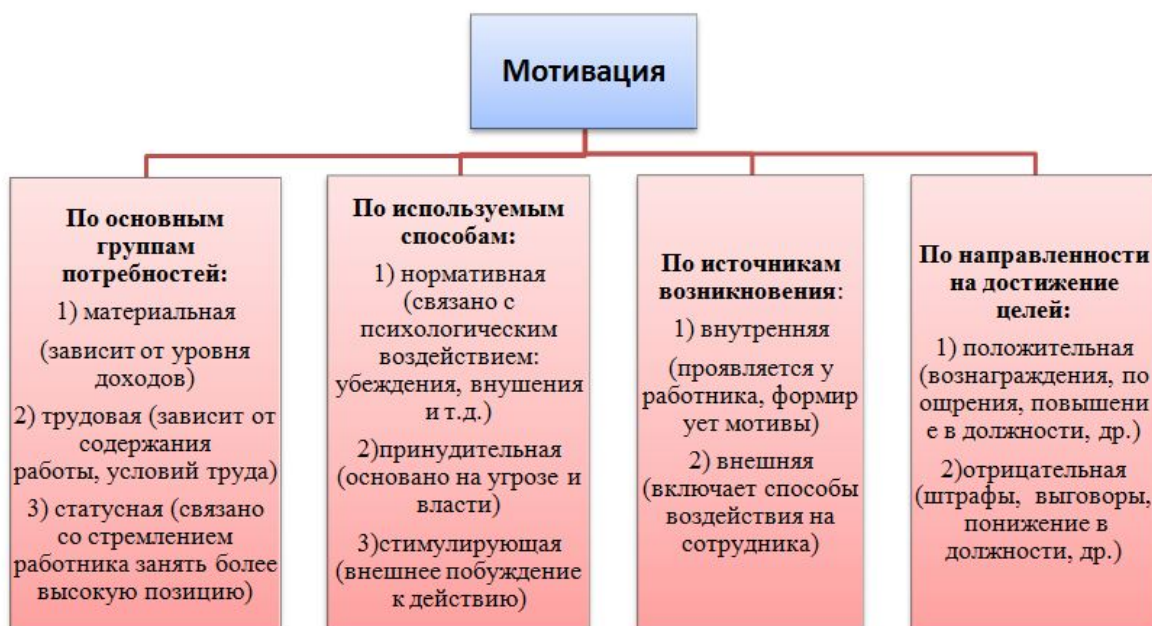 Мотивация
По основным
группам
потребностей:
1) материальная
(зависит от уровня
доходов)
2) трудовая (зависит от
содержания
работы, условий труда)
3) статусная (связано
со стремлением
работника занять более
высокую позицию)
По используемым
способам:
1) нормативная
(связано с
психологическим
воздействием:
убеждения, внушения
и т.д.)
2)принудительная
(основано на угрозе и
власти)
3)стимулирующая
(внешнее побуждение
к действию)
По источникам
возникновения:
1) внутренняя
(проявляется у
работника, формир
ует мотивы)
2) внешняя
(включает способы
воздействия на
сотрудника)
По направленности
на достижение
целей:
1) положительная
(вознаграждения, по
ощрения, повышени
е в должности, др.)
2)отрицательная
(штрафы, выговоры,
понижение в
должности, др.)